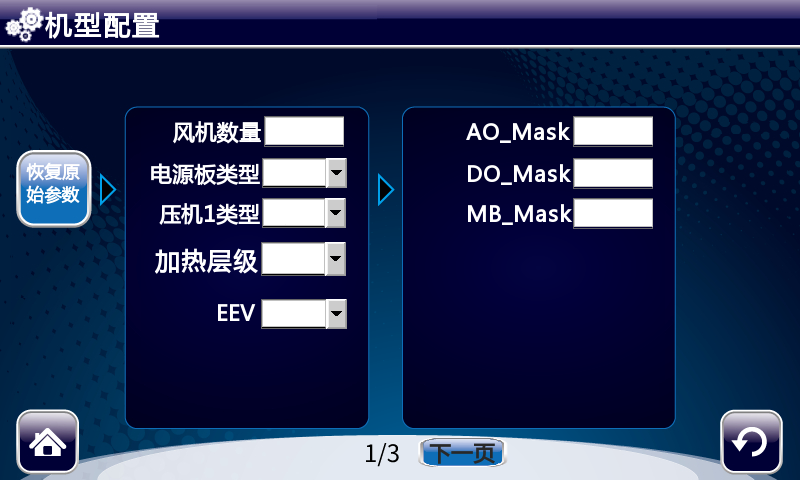 机型配置
恢复原
始参数
风机数量
电源板类型
压机1类型
加热层级
EEV
AO_Mask
DO_Mask
MB_Mask
1/3
下一页